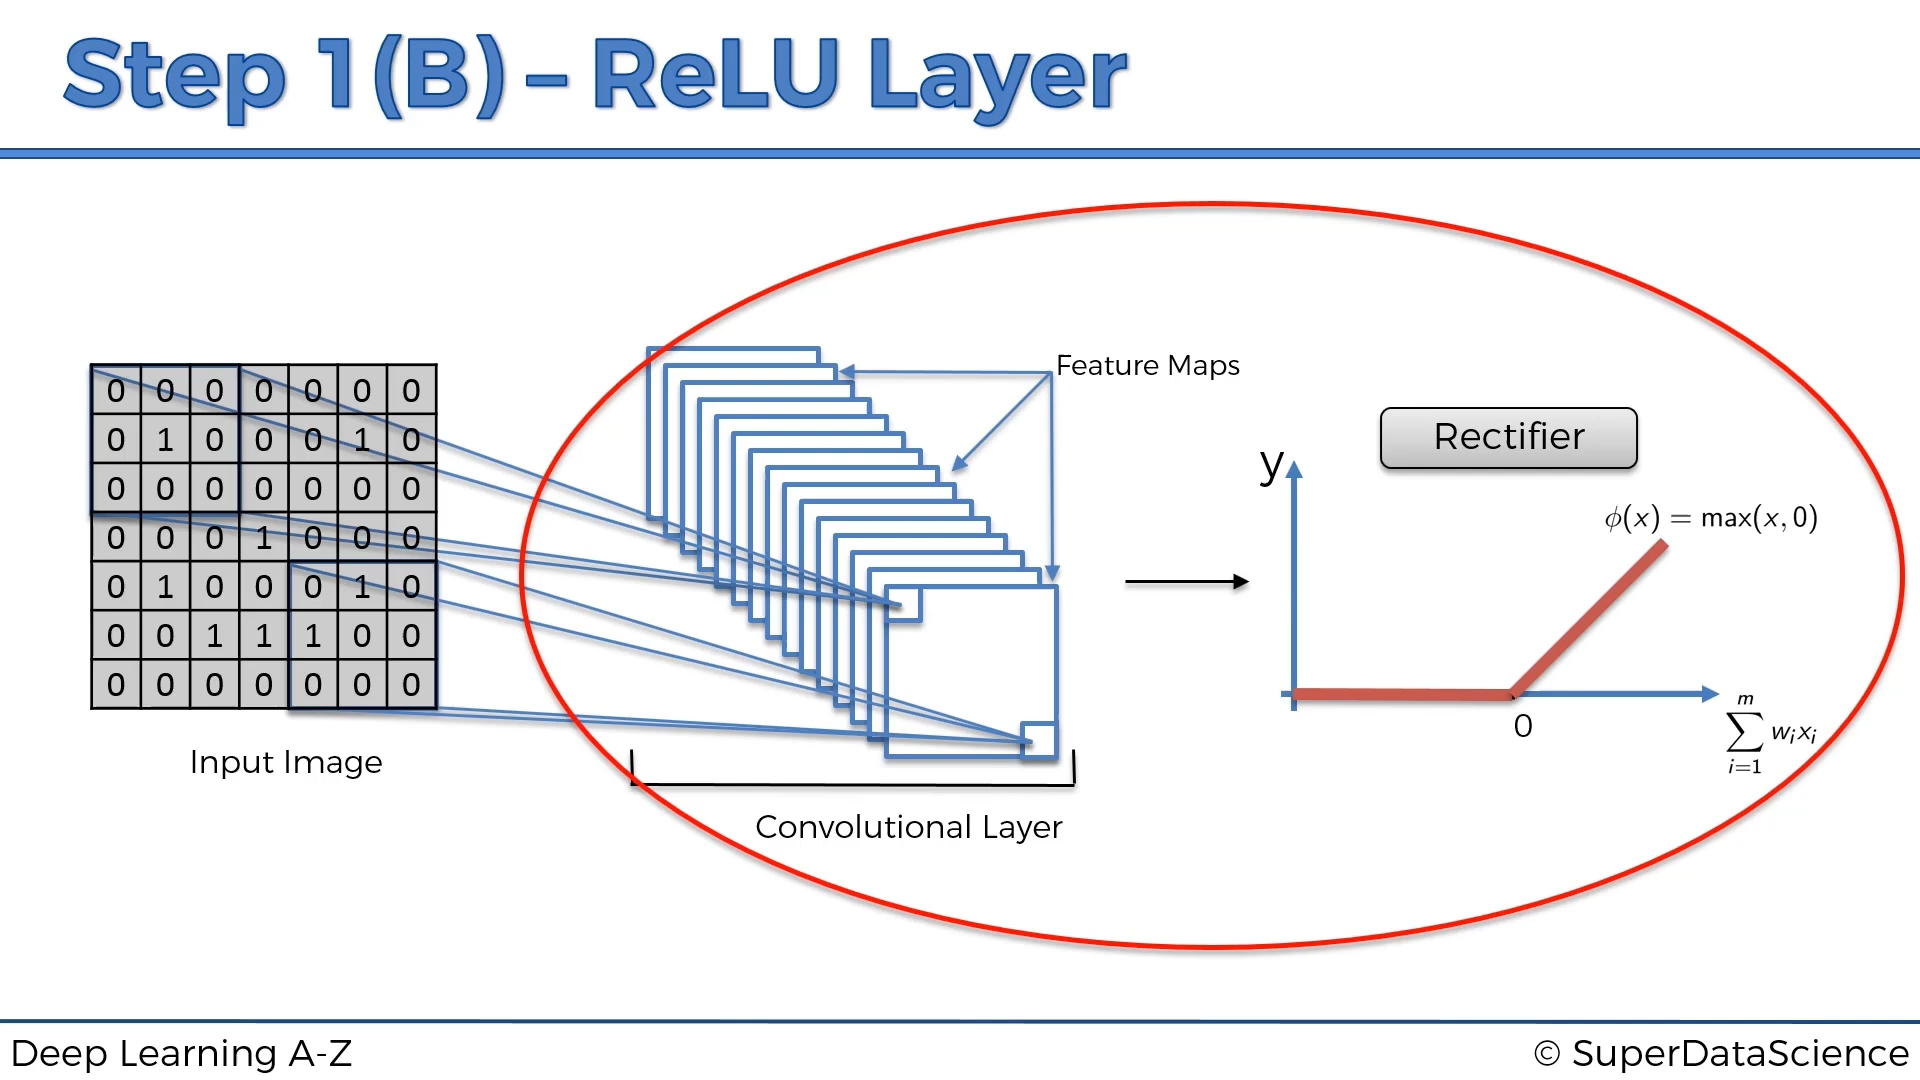 Step 1(B) – ReLU Layer
Feature Maps
0 0 0 0 0 0 0
0 1 0 0 0 1 0
0 0 0 0 0 0 0
0 0 0 1 0 0 0
0 1 0 0 0 1 0
0 0 1 1 1 0 0
0 0 0 0 0 0 0
Input Image
Convolutional Layer
Rectifier
y
ϕ(x) = max(x, 0)
0
m
∑ wᵢxᵢ
i=1
Deep Learning A-Z
© SuperDataScience